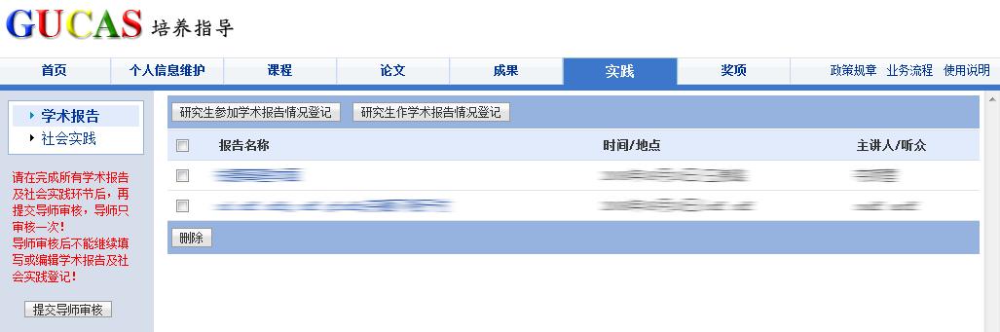 GUCAS 培养指导
首页 个人信息维护 课程 论文 成果 实践 奖项 政策规章 业务流程 使用说明
学术报告
社会实践
请在完成所有学术报告
及社会实践环节后，再
提交导师审核，导师只
审核一次！
导师审核后不能继续填
写或编辑学术报告及社
会实践登记！
提交导师审核
研究生参加学术报告情况登记 研究生作学术报告情况登记
报告名称 时间/地点 主讲人/听众
删除